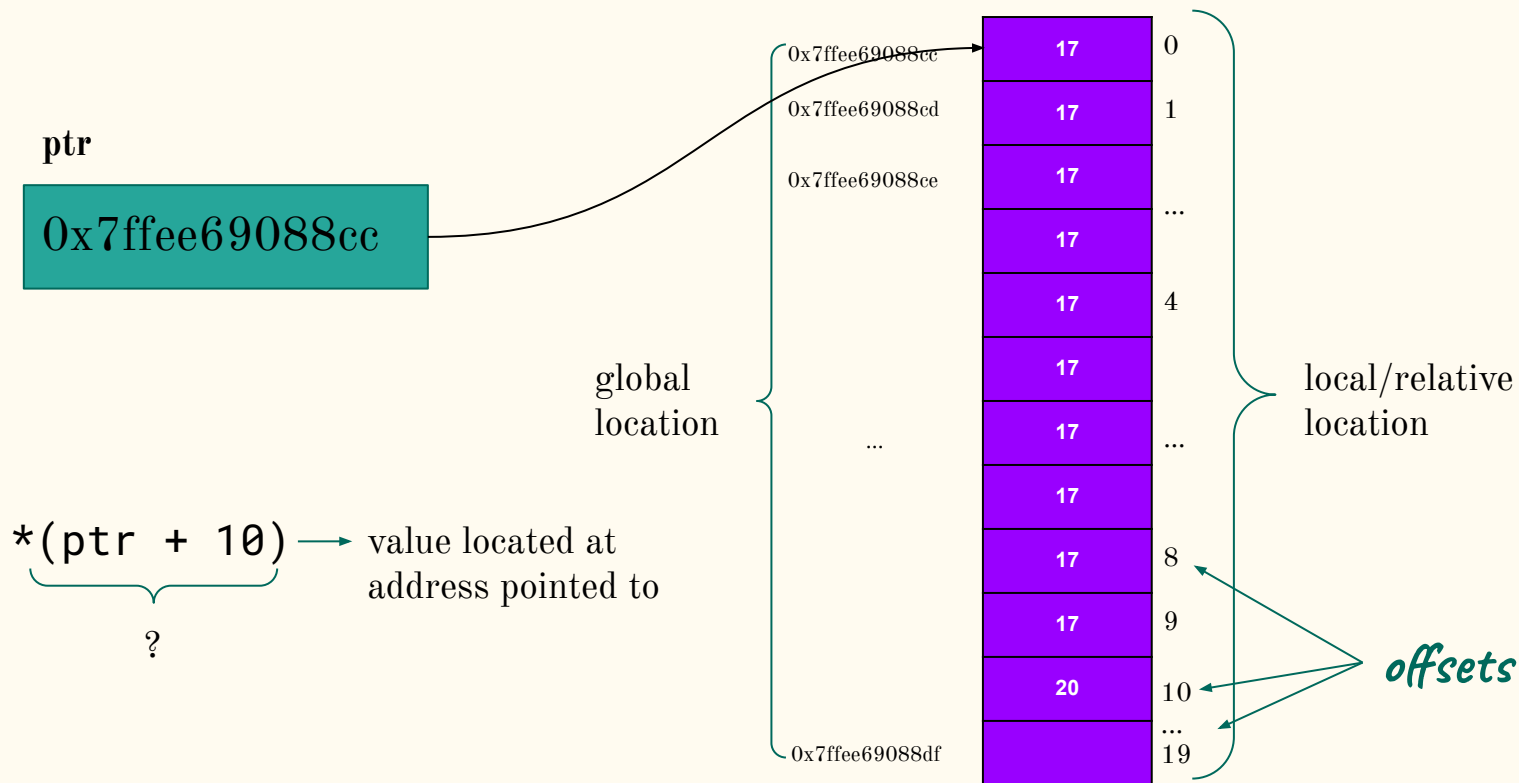 ptr
0x7ffee69088cc
*(ptr + 10)
value located at
address pointed to
?
global
location
0x7ffee69088cc
0x7ffee69088cd
0x7ffee69088ce
...
0x7ffee69088df
17
17
17
17
17
17
17
17
17
17
20
0
1
...
4
...
8
9
10
...
19
local/relative
location
offsets